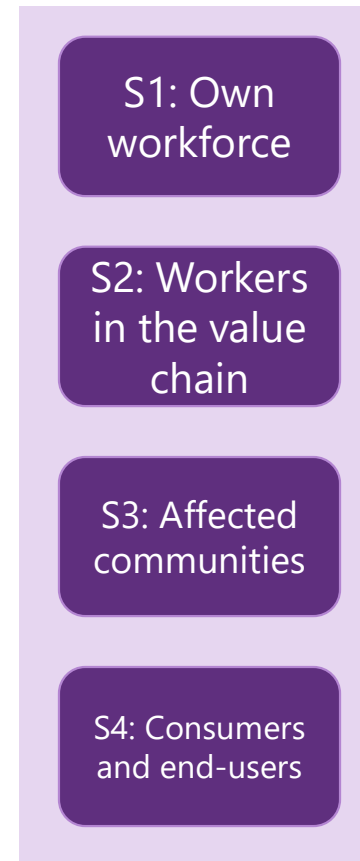 S1: Own
workforce
S2: Workers
in the value
chain
S3: Affected
communities
S4: Consumers
and end-users